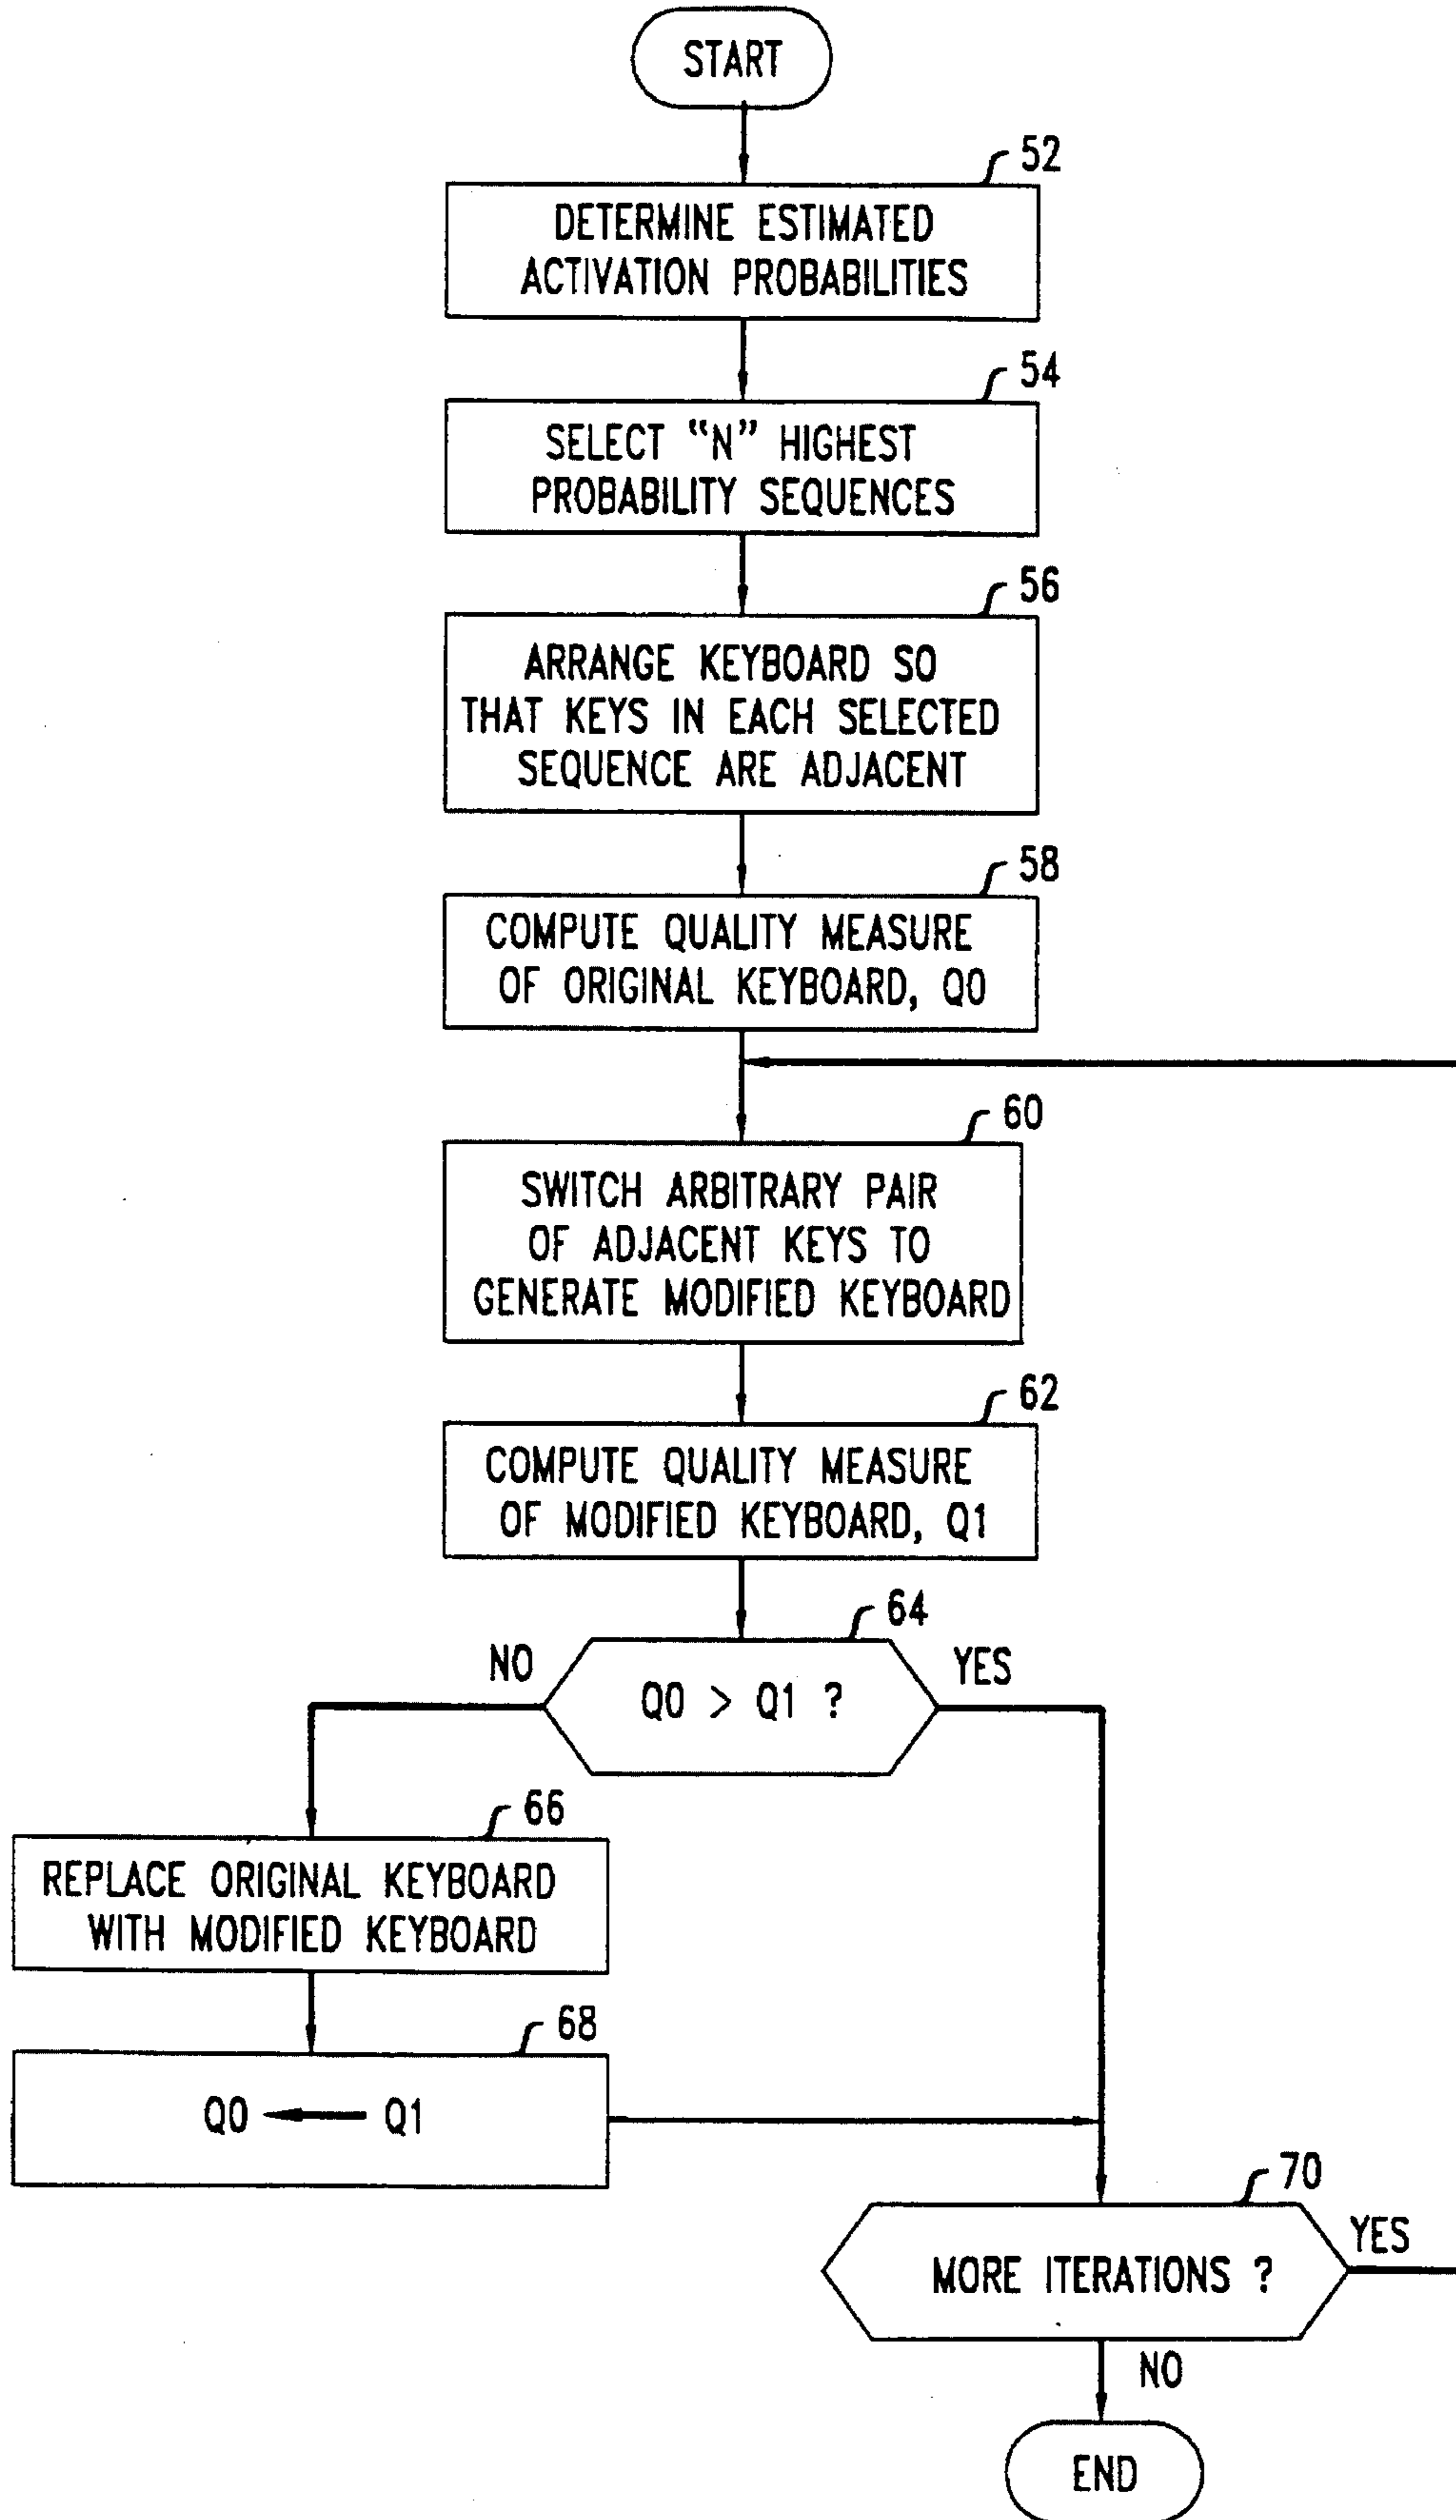 START
52
DETERMINE ESTIMATED
ACTIVATION PROBABILITIES
54
SELECT “N” HIGHEST
PROBABILITY SEQUENCES
56
ARRANGE KEYBOARD SO
THAT KEYS IN EACH SELECTED
SEQUENCE ARE ADJACENT
58
COMPUTE QUALITY MEASURE
OF ORIGINAL KEYBOARD, Q0
60
SWITCH ARBITRARY PAIR
OF ADJACENT KEYS TO
GENERATE MODIFIED KEYBOARD
62
COMPUTE QUALITY MEASURE
OF MODIFIED KEYBOARD, Q1
64
NO
Q0 > Q1 ?
YES
66
REPLACE ORIGINAL KEYBOARD
WITH MODIFIED KEYBOARD
68
Q0 ← Q1
70
MORE ITERATIONS ?
YES
NO
END